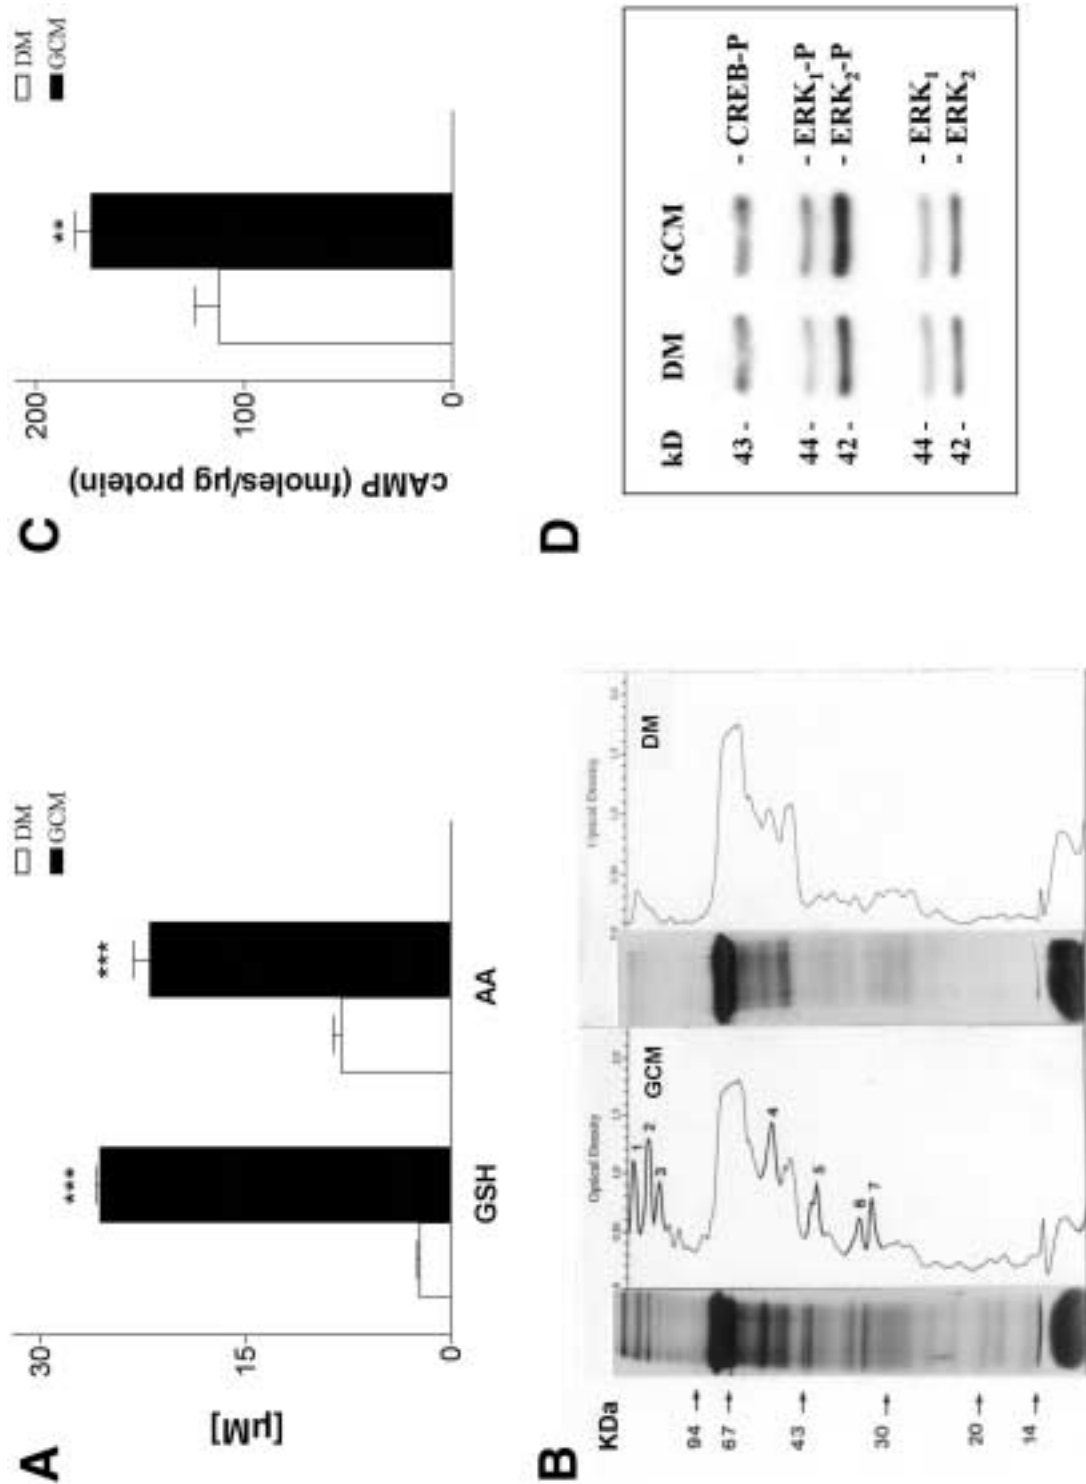 A
[µM]
30
15
0
GSH
AA
***
***
DM
GCM
B
KDa
94
67
43
30
20
14
Optical Density
GCM
1
2
3
4
5
6
7
Optical Density
DM
C
cAMP (fmoles/µg protein)
200
100
0
**
DM
GCM
D
kD DM GCM
43 - - CREB-P
44 - - ERK₁-P
42 - - ERK₂-P
44 - - ERK₁
42 - - ERK₂